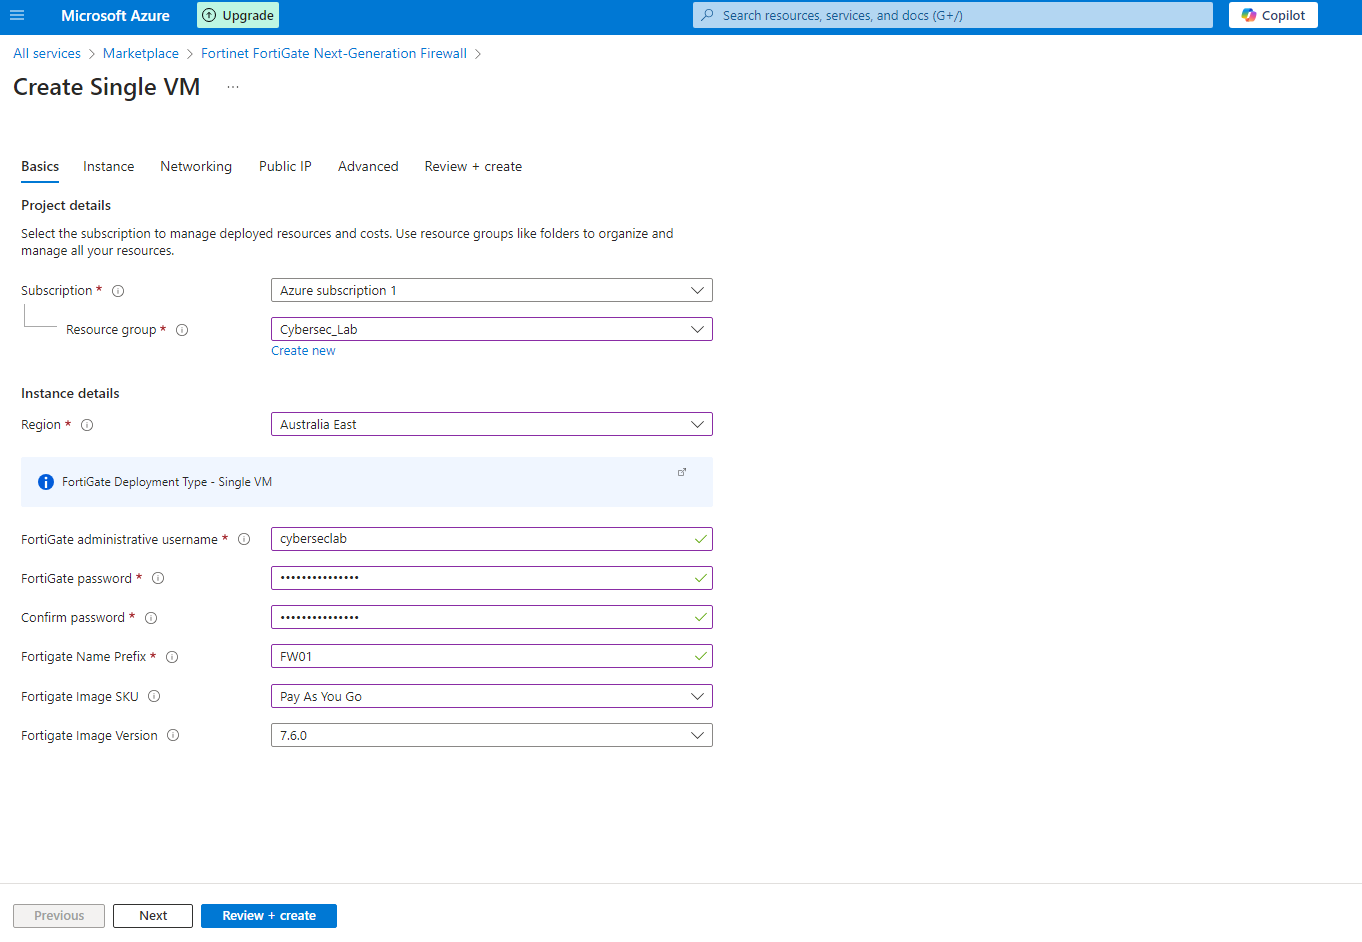 Microsoft Azure
Upgrade
Search resources, services, and docs (G+/)
Copilot
All services > Marketplace > Fortinet FortiGate Next-Generation Firewall >
Create Single VM ...
Basics Instance Networking Public IP Advanced Review + create
Project details
Select the subscription to manage deployed resources and costs. Use resource groups like folders to organize and
manage all your resources.
Subscription * Azure subscription 1
Resource group * Cybersec_Lab
Create new
Instance details
Region * Australia East
FortiGate Deployment Type - Single VM
FortiGate administrative username * cyberseclab
FortiGate password * •••••••••••••••
Confirm password * •••••••••••••••
Fortigate Name Prefix * FW01
Fortigate Image SKU Pay As You Go
Fortigate Image Version 7.6.0
Previous Next Review + create